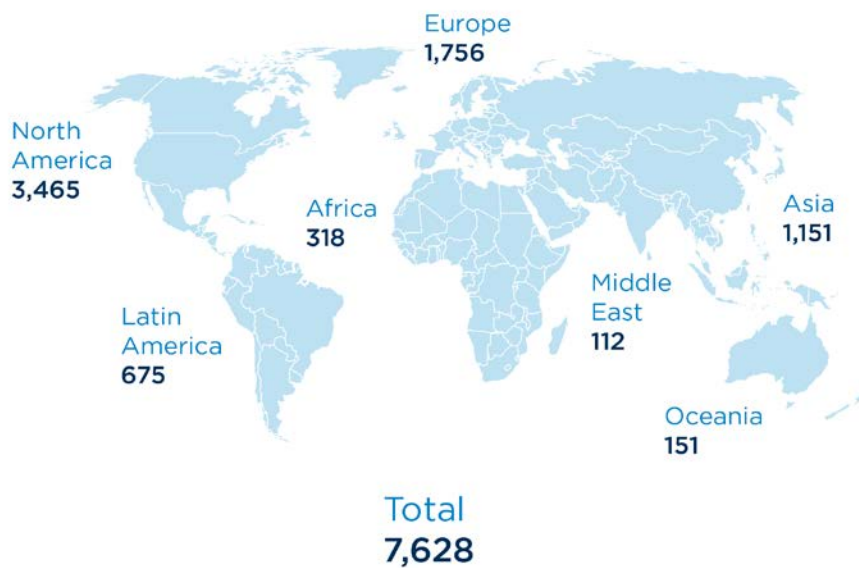 Europe
1,756
North
America
3,465
Africa
318
Asia
1,151
Middle
East
112
Latin
America
675
Oceania
151
Total
7,628